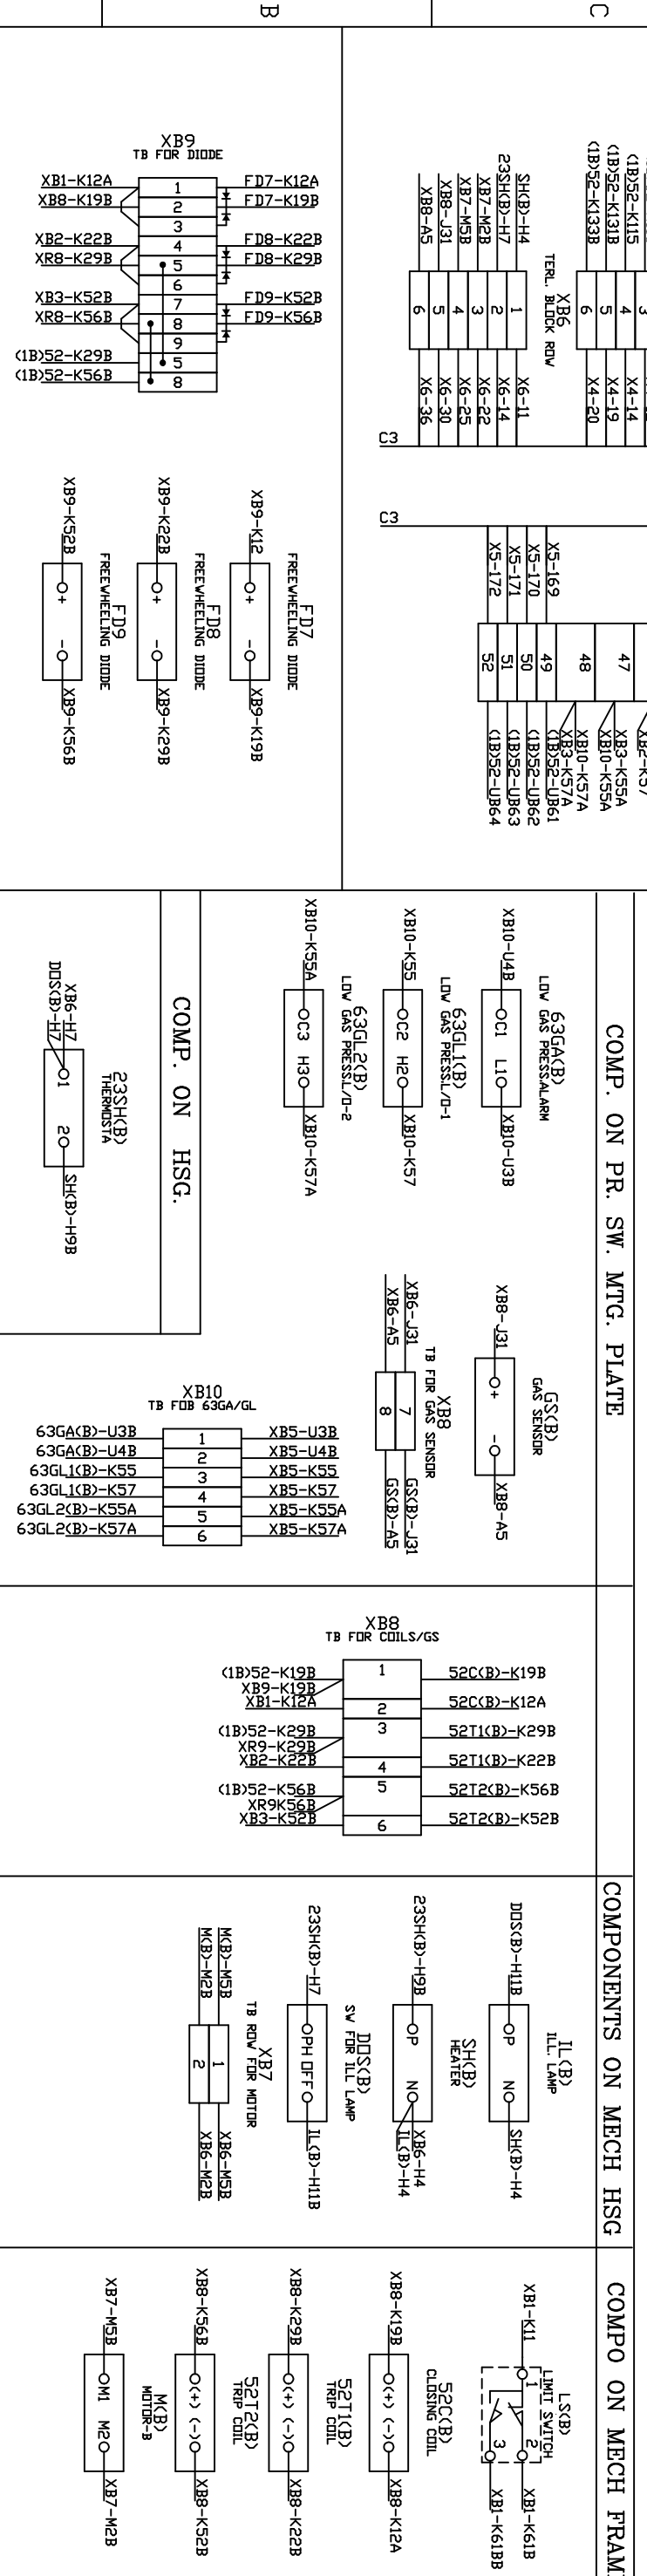 B
C
XB9
TB FOR DIODE
XB1-K12A 1 FD7-K12A
XB8-K19B 2 FD7-K19B
3
XB2-K22B 4 FD8-K22B
XR8-K29B 5 FD8-K29B
6
XB3-K52B 7 FD9-K52B
XR8-K56B 8 FD9-K56B
9
(1B)52-K29B 5
(1B)52-K56B 8
(1B)52-K115 4 X4-14
(1B)52-K131B 5 X4-19
(1B)52-K133B 6 X4-20
XB6
TERL. BLOCK ROW
SH(B)-H4 1 X6-11
23SH(B)-H7 2 X6-14
XB7-M2B 3 X6-22
XB7-M5B 4 X6-25
XB8-J31 5 X6-30
XB8-A5 6 X6-36
C3
C3
FD7
FREEWHEELING DIODE
XB9-K12 + - XB9-K19B
FD8
FREEWHEELING DIODE
XB9-K22B + - XB9-K29B
FD9
FREEWHEELING DIODE
XB9-K52B + - XB9-K56B
47 XB3-K55A
XB10-K55A
48 XB10-K57A
XB3-K57A
X5-169 49 (1B)52-UB61
X5-170 50 (1B)52-UB62
X5-171 51 (1B)52-UB63
X5-172 52 (1B)52-UB64
COMP. ON PR. SW. MTG. PLATE
63GA(B)
LOW GAS PRESS.ALARM
XB10-U4B C1 L1 XB10-U3B
63GL1(B)
LOW GAS PRESS.L/O-1
XB10-K55 C2 H2 XB10-K57
63GL2(B)
LOW GAS PRESS.L/O-2
XB10-K55A C3 H3 XB10-K57A
COMP. ON HSG.
23SH(B)
THERMOSTA
XB6-H7
DOS(B)-H7 1 2 SH(B)-H9B
GS(B)
GAS SENSOR
XB8-J31 + - XB8-A5
XB8
TB FOR GAS SENSOR
XB6-J31 7 GS(B)-J31
XB6-A5 8 GS(B)-A5
XB10
TB FOB 63GA/GL
63GA(B)-U3B 1 XB5-U3B
63GA(B)-U4B 2 XB5-U4B
63GL1(B)-K55 3 XB5-K55
63GL1(B)-K57 4 XB5-K57
63GL2(B)-K55A 5 XB5-K55A
63GL2(B)-K57A 6 XB5-K57A
XB8
TB FOR COILS/GS
(1B)52-K19B 1 52C(B)-K19B
XB9-K19B
XB1-K12A 2 52C(B)-K12A
(1B)52-K29B 3 52T1(B)-K29B
XR9-K29B
XB2-K22B 4 52T1(B)-K22B
(1B)52-K56B 5 52T2(B)-K56B
XR9K56B
XB3-K52B 6 52T2(B)-K52B
COMPONENTS ON MECH HSG
IL(B)
ILL. LAMP
DOS(B)-H11B P N SH(B)-H4
SH(B)
HEATER
23SH(B)-H9B P N XB6-H4
IL(B)-H4
DOS(B)
SW FOR ILL LAMP
23SH(B)-H7 PH OFF IL(B)-H11B
XB7
TB ROW FOR MOTOR
M(B)-M5B 1 XB6-M5B
M(B)-M2B 2 XB6-M2B
COMPO ON MECH FRAM
LS(B)
LIMIT SWITCH
XB1-K11 1 2 XB1-K61B
3 XB1-K61BB
52C(B)
CLOSING COIL
XB8-K19B (+) (-) XB8-K12A
52T1(B)
TRIP COIL
XB8-K29B (+) (-) XB8-K22B
52T2(B)
TRIP COIL
XB8-K56B (+) (-) XB8-K52B
M(B)
MOTOR-B
XB7-M5B M1 M2 XB7-M2B